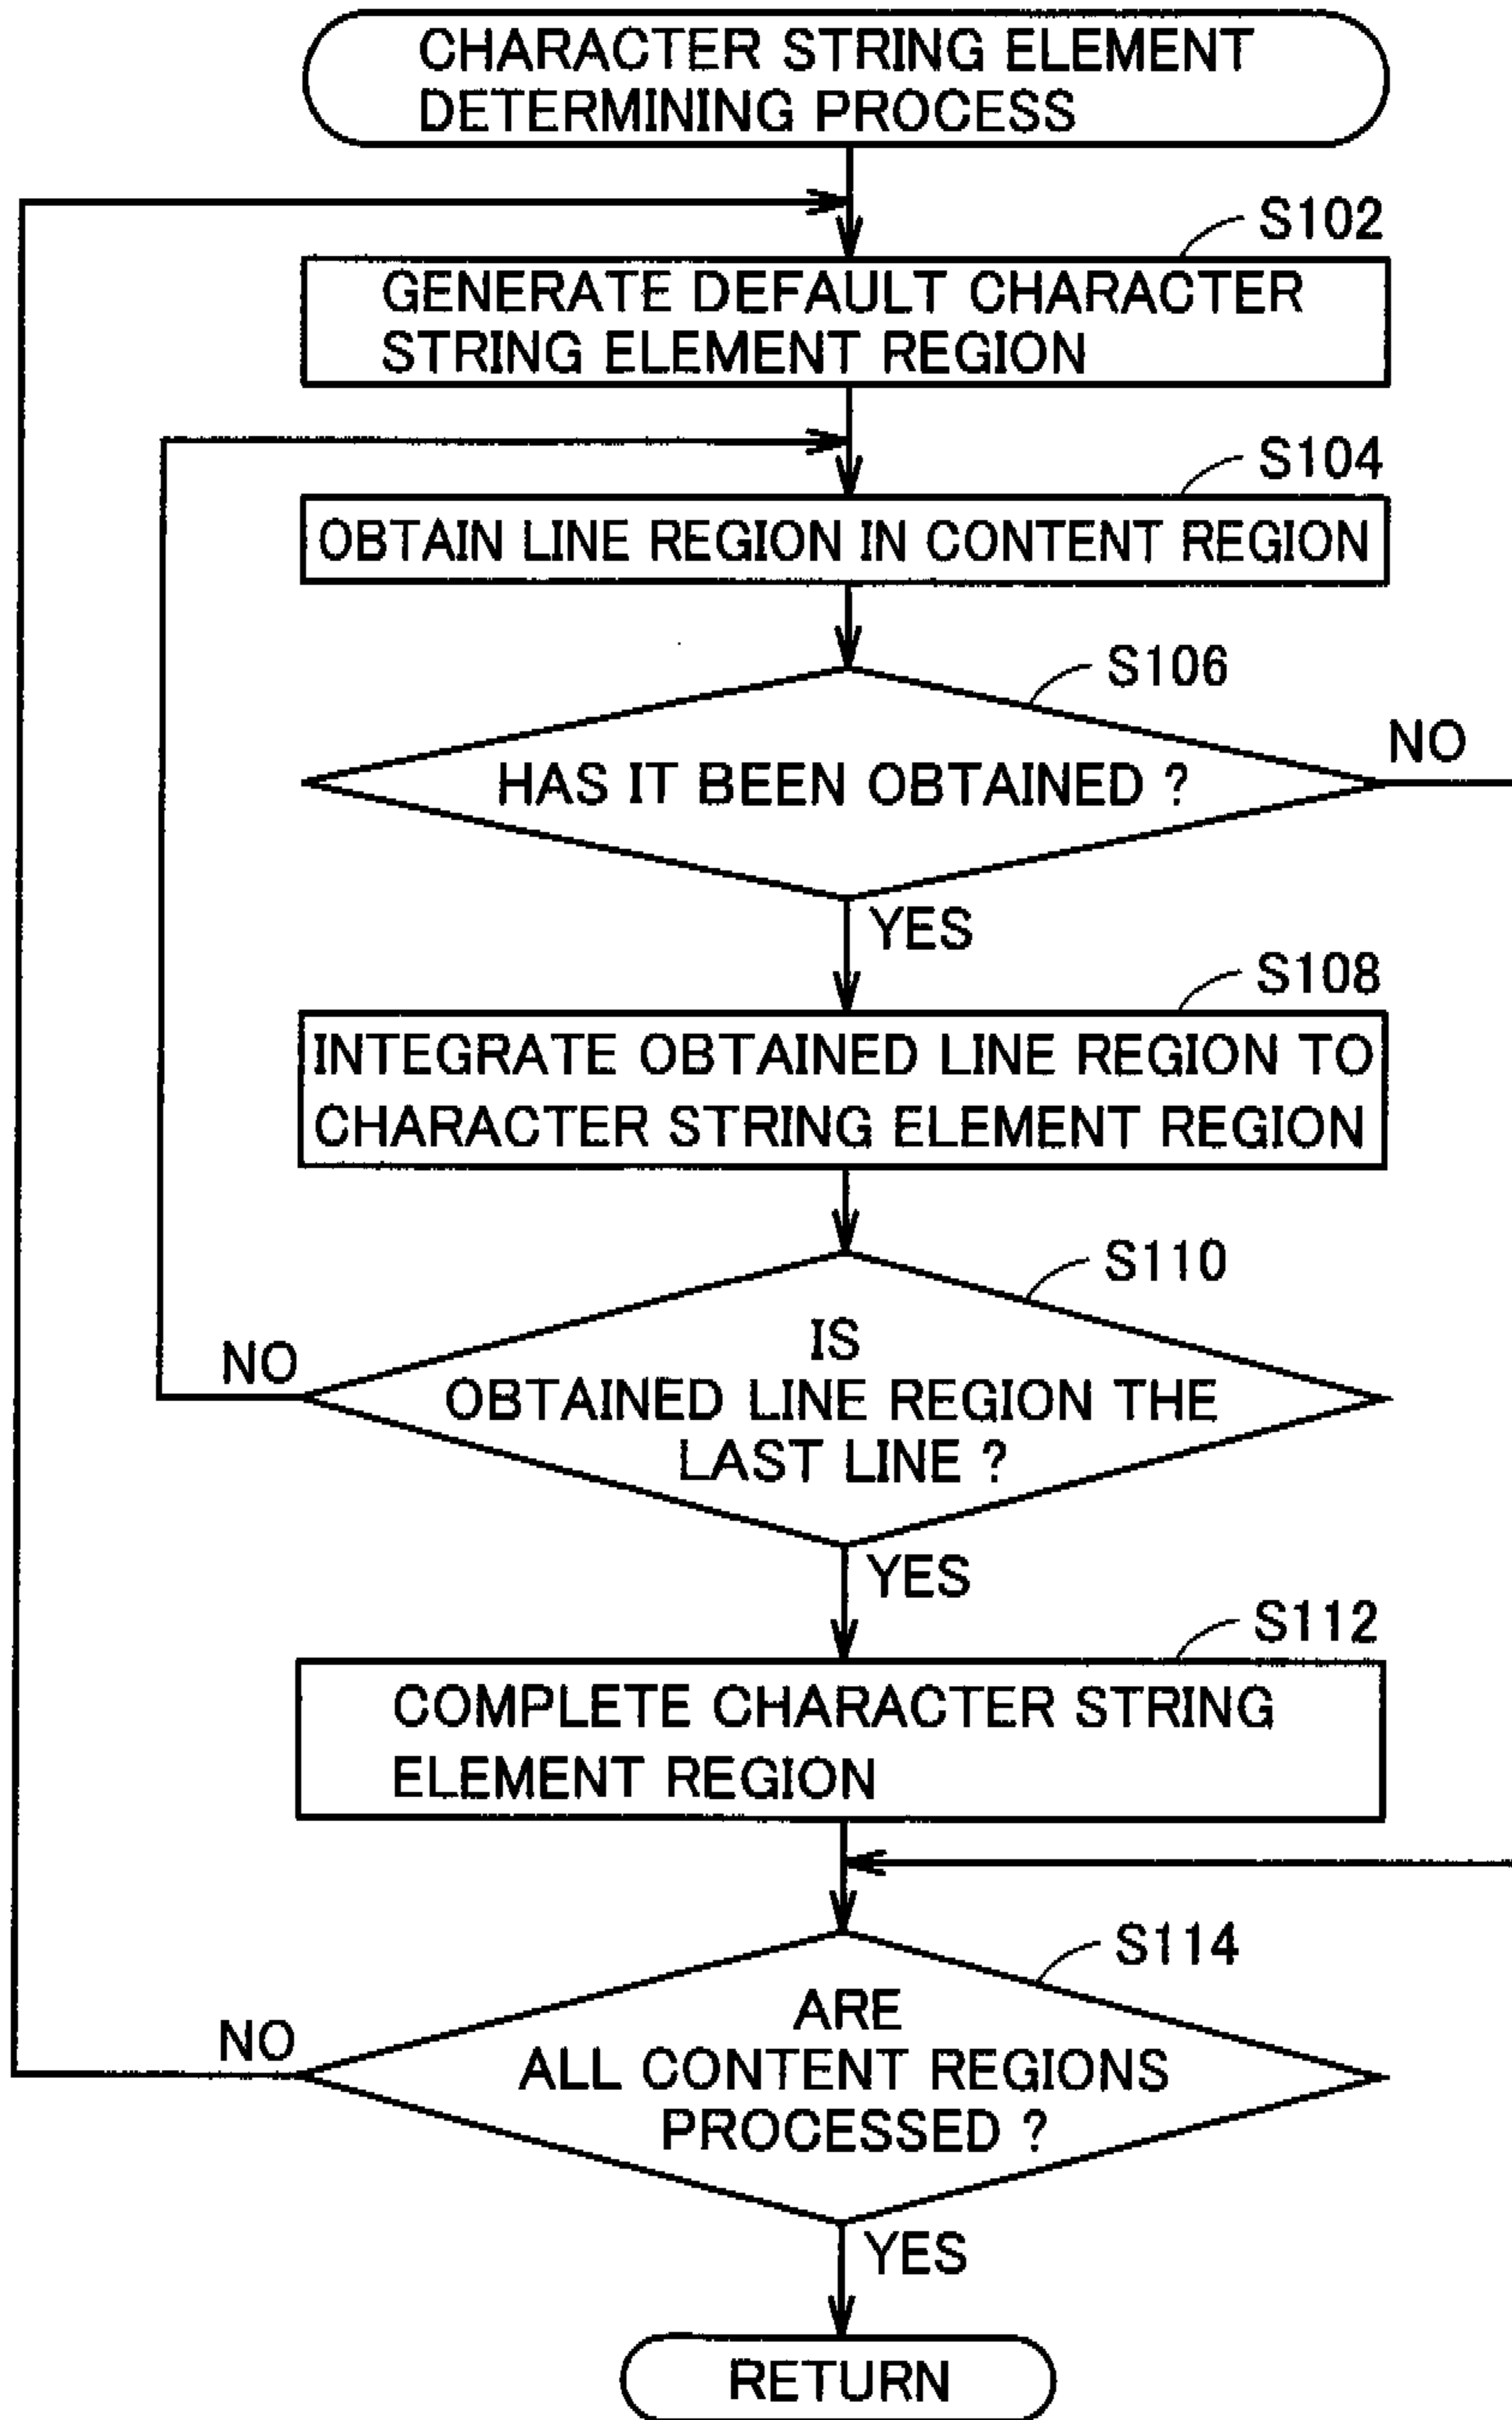 CHARACTER STRING ELEMENT
DETERMINING PROCESS
S102
GENERATE DEFAULT CHARACTER
STRING ELEMENT REGION
S104
OBTAIN LINE REGION IN CONTENT REGION
S106
NO
HAS IT BEEN OBTAINED ?
YES
S108
INTEGRATE OBTAINED LINE REGION TO
CHARACTER STRING ELEMENT REGION
S110
IS
NO
OBTAINED LINE REGION THE
LAST LINE ?
YES
S112
COMPLETE CHARACTER STRING
ELEMENT REGION
S114
ARE
NO
ALL CONTENT REGIONS
PROCESSED ?
YES
RETURN